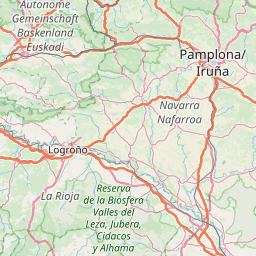 Autonome
Gemeinschaft
Baskenland
Euskadi
Pamplona/
Iruña
Navarra
Nafarroa
Logroño
La Rioja
Reserva
de la Biosfera
Valles del
Leza, Jubera,
Cidacos
y Alhama